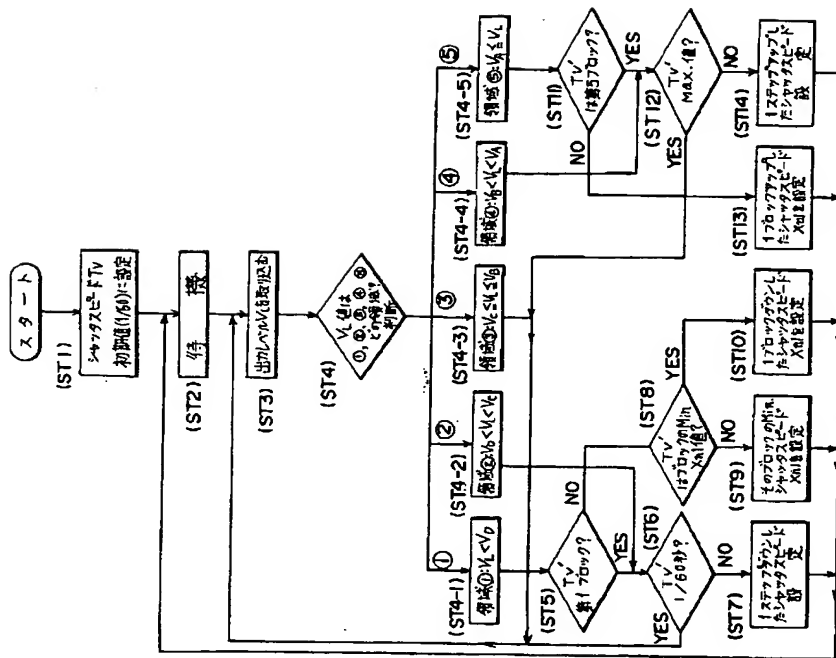 スタート
(ST1)
シャッタスピードTv
初期値(1/60)に設定
(ST2)
待 機
(ST3)
出力レベルVLを取り込む
(ST4)
VL値は
①,②,③,④,⑤
どの領域?
判断
①
②
③
④
⑤
(ST4-1)
領域①:VL<VD
(ST4-2)
領域②:VD<VL<VC
(ST4-3)
領域③:VC≦VL≦VB
(ST4-4)
領域④:VB<VL<VA
(ST4-5)
領域⑤:VA≦VL
(ST5)
Tv'
第1ブロック?
NO
YES
(ST6)
Tv'
1/60秒?
YES
NO
(ST7)
1ステップダウンし
たシャッタスピード
設 定
(ST8)
Tv'
はブロックのMin
Xn1値?
YES
NO
(ST9)
そのブロックのMin.
シャッタスピード
Xn1を設定
(ST10)
1ブロックダウンし
たシャッタスピード
Xn1を設定
(ST11)
Tv'
は第5ブロック?
NO
YES
(ST12)
Tv'
Max.値?
YES
NO
(ST13)
1ブロックアップし
たシャッタスピード
Xn1を設定
(ST14)
1ステップアップし
たシャッタスピード
設 定